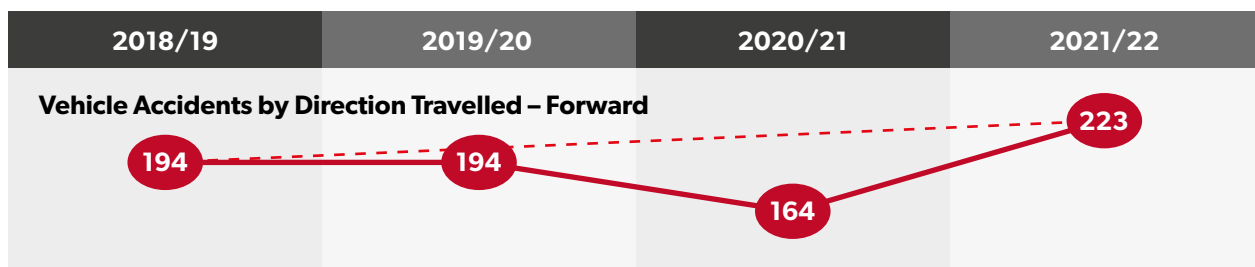 2018/19 2019/20 2020/21 2021/22
Vehicle Accidents by Direction Travelled – Forward
194 194 164 223